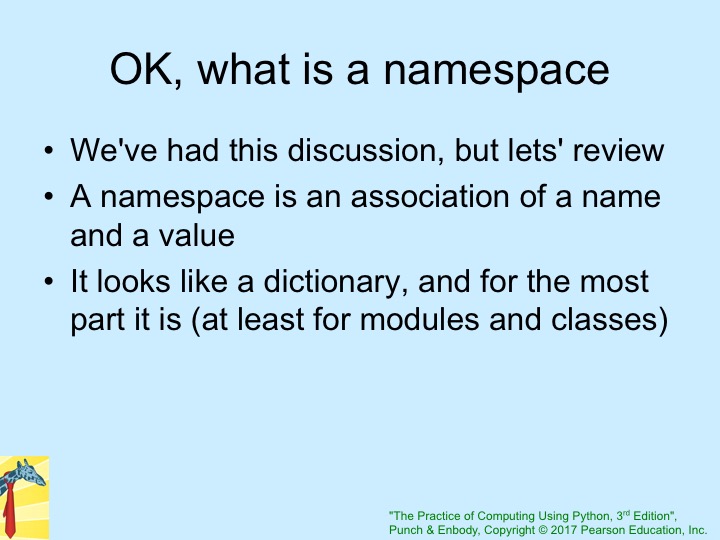 OK, what is a namespace
• We've had this discussion, but lets' review
• A namespace is an association of a name
and a value
• It looks like a dictionary, and for the most
part it is (at least for modules and classes)
"The Practice of Computing Using Python, 3rd Edition",
Punch & Enbody, Copyright © 2017 Pearson Education, Inc.